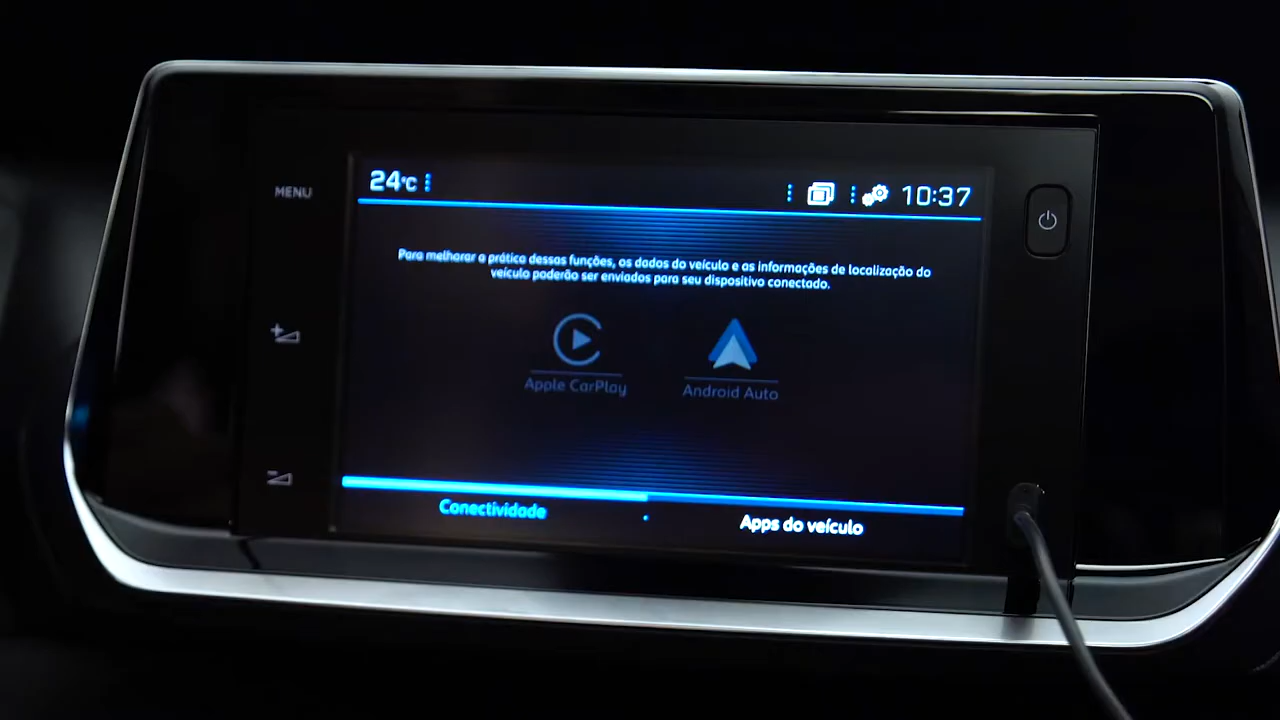 24°C
10:37
MENU
Para melhorar a prática dessas funções, os dados do veículo e as informações de localização do
veículo poderão ser enviados para seu dispositivo conectado.
Apple CarPlay
Android Auto
Conectividade
Apps do veículo